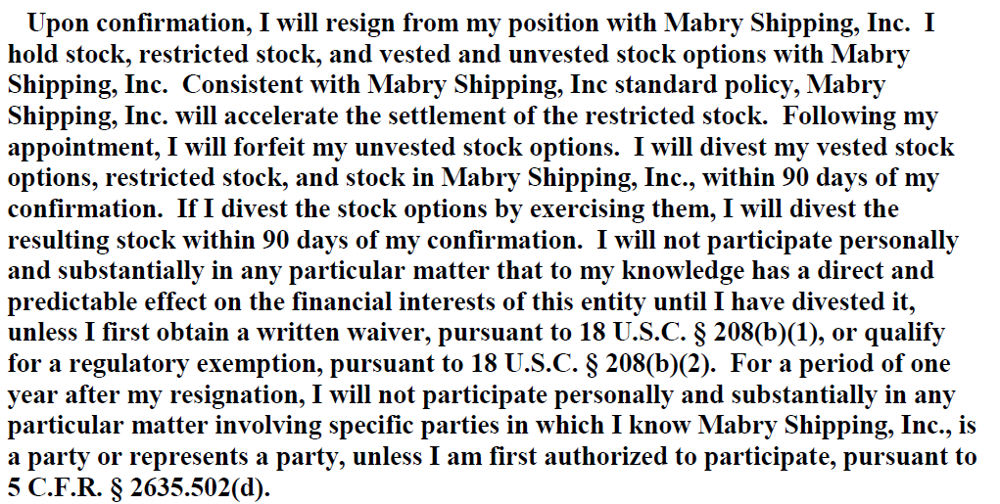 Upon confirmation, I will resign from my position with Mabry Shipping, Inc.  I
hold stock, restricted stock, and vested and unvested stock options with Mabry
Shipping, Inc.  Consistent with Mabry Shipping, Inc standard policy, Mabry
Shipping, Inc. will accelerate the settlement of the restricted stock.  Following my
appointment, I will forfeit my unvested stock options.  I will divest my vested stock
options, restricted stock, and stock in Mabry Shipping, Inc., within 90 days of my
confirmation.  If I divest the stock options by exercising them, I will divest the
resulting stock within 90 days of my confirmation.  I will not participate personally
and substantially in any particular matter that to my knowledge has a direct and
predictable effect on the financial interests of this entity until I have divested it,
unless I first obtain a written waiver, pursuant to 18 U.S.C. § 208(b)(1), or qualify
for a regulatory exemption, pursuant to 18 U.S.C. § 208(b)(2).  For a period of one
year after my resignation, I will not participate personally and substantially in any
particular matter involving specific parties in which I know Mabry Shipping, Inc., is
a party or represents a party, unless I am first authorized to participate, pursuant to
5 C.F.R. § 2635.502(d).